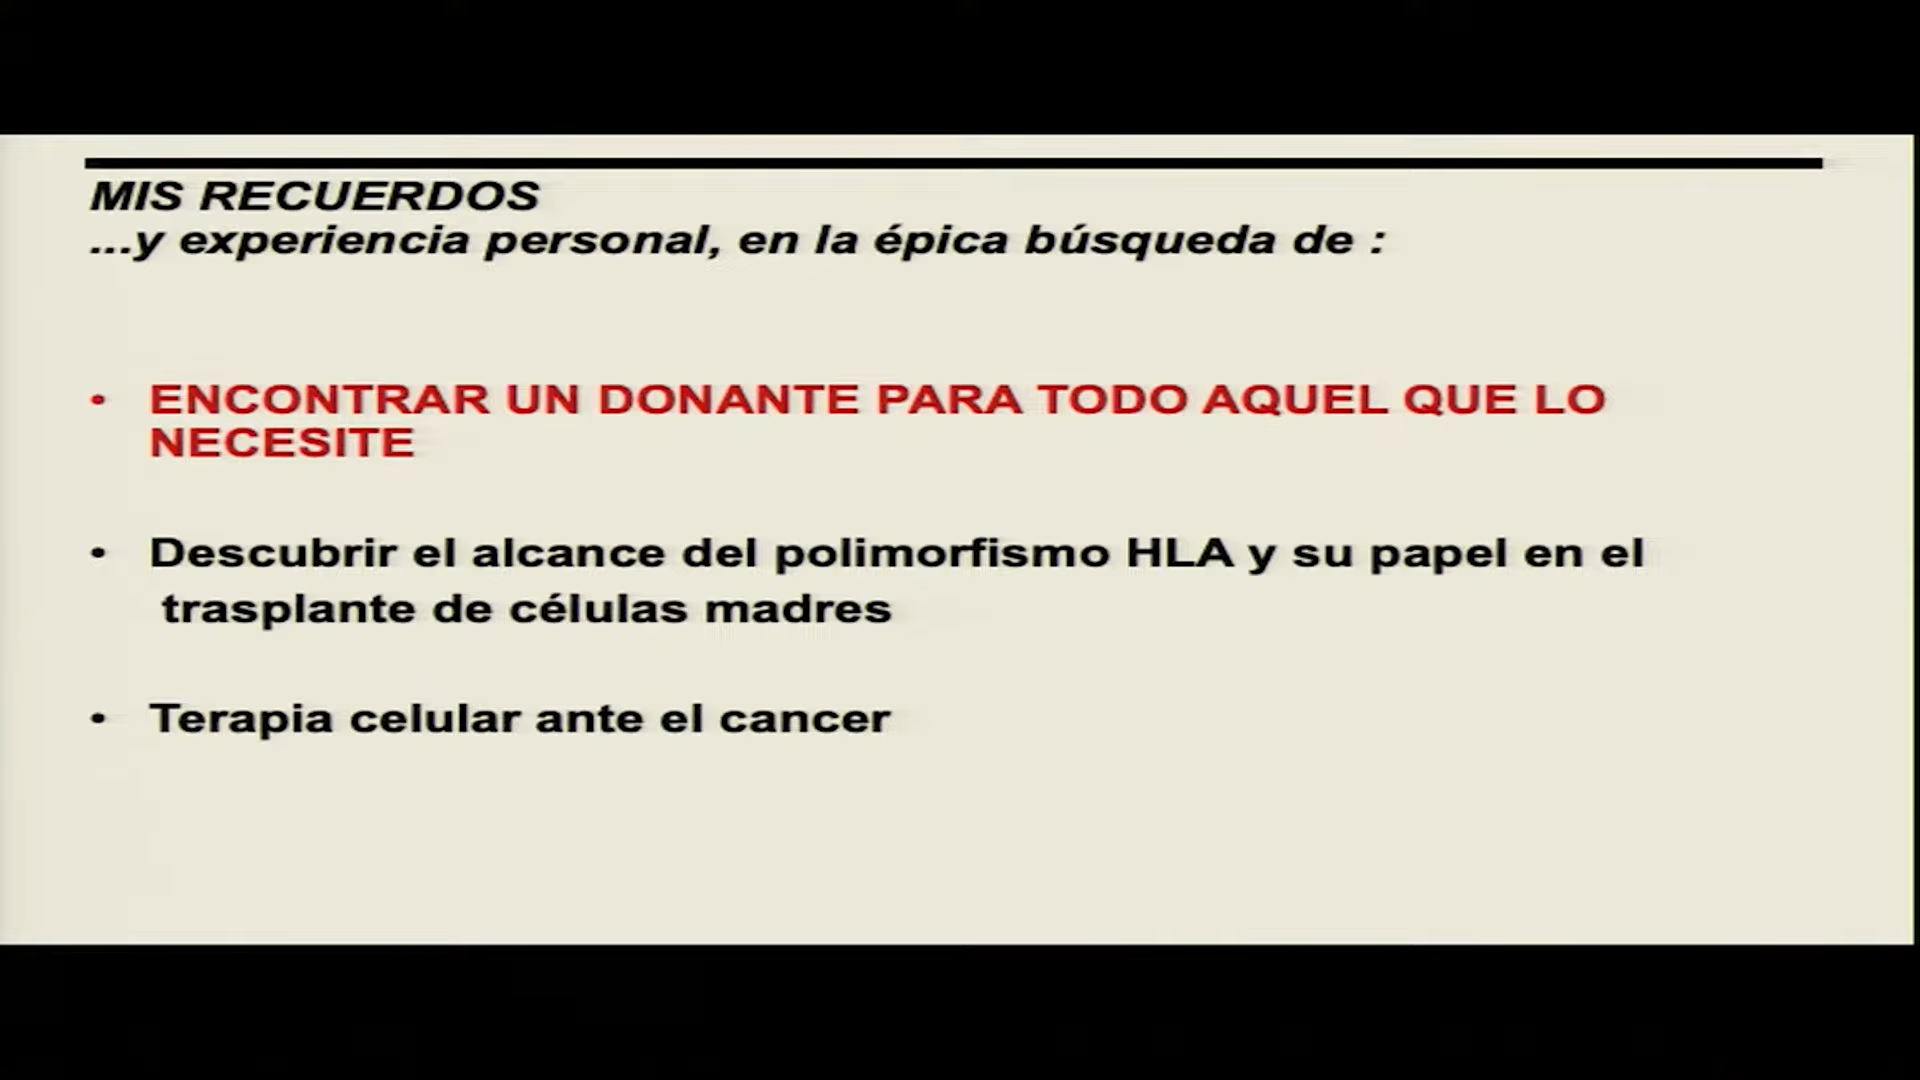 MIS RECUERDOS
...y experiencia personal, en la épica búsqueda de :
• ENCONTRAR UN DONANTE PARA TODO AQUEL QUE LO
NECESITE
• Descubrir el alcance del polimorfismo HLA y su papel en el
trasplante de células madres
• Terapia celular ante el cancer